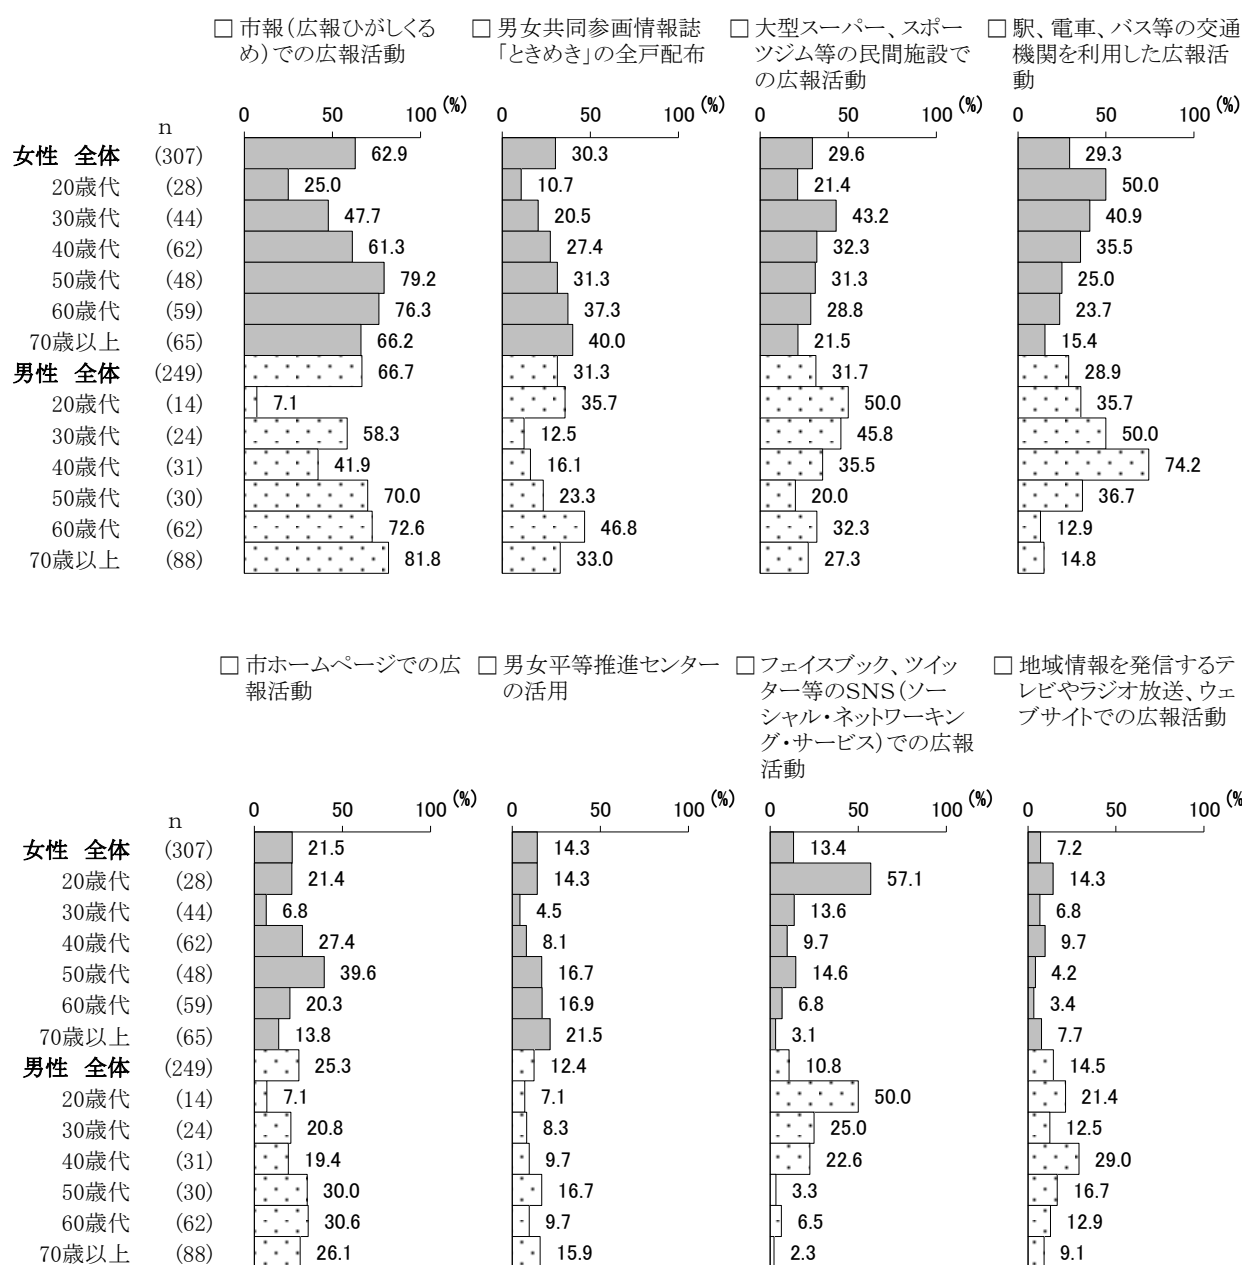 □ 市報（広報ひがしくる
め）での広報活動
□ 男女共同参画情報誌
「ときめき」の全戸配布
□ 大型スーパー、スポー
ツジム等の民間施設で
の広報活動
□ 駅、電車、バス等の交通
機関を利用した広報活
動
n 0 50 100 (%) 0 50 100 (%) 0 50 100 (%) 0 50 100 (%)
女性 全体 (307) 62.9 30.3 29.6 29.3
20歳代 (28) 25.0 10.7 21.4 50.0
30歳代 (44) 47.7 20.5 43.2 40.9
40歳代 (62) 61.3 27.4 32.3 35.5
50歳代 (48) 79.2 31.3 31.3 25.0
60歳代 (59) 76.3 37.3 28.8 23.7
70歳以上 (65) 66.2 40.0 21.5 15.4
男性 全体 (249) 66.7 31.3 31.7 28.9
20歳代 (14) 7.1 35.7 50.0 35.7
30歳代 (24) 58.3 12.5 45.8 50.0
40歳代 (31) 41.9 16.1 35.5 74.2
50歳代 (30) 70.0 23.3 20.0 36.7
60歳代 (62) 72.6 46.8 32.3 12.9
70歳以上 (88) 81.8 33.0 27.3 14.8
□ 市ホームページでの広
報活動
□ 男女平等推進センター
の活用
□ フェイスブック、ツイッ
ター等のSNS（ソー
シャル・ネットワーキン
グ・サービス）での広報
活動
□ 地域情報を発信するテ
レビやラジオ放送、ウェ
ブサイトでの広報活動
n 0 50 100 (%) 0 50 100 (%) 0 50 100 (%) 0 50 100 (%
女性 全体 (307) 21.5 14.3 13.4 7.2
20歳代 (28) 21.4 14.3 57.1 14.3
30歳代 (44) 6.8 4.5 13.6 6.8
40歳代 (62) 27.4 8.1 9.7 9.7
50歳代 (48) 39.6 16.7 14.6 4.2
60歳代 (59) 20.3 16.9 6.8 3.4
70歳以上 (65) 13.8 21.5 3.1 7.7
男性 全体 (249) 25.3 12.4 10.8 14.5
20歳代 (14) 7.1 7.1 50.0 21.4
30歳代 (24) 20.8 8.3 25.0 12.5
40歳代 (31) 19.4 9.7 22.6 29.0
50歳代 (30) 30.0 16.7 3.3 16.7
60歳代 (62) 30.6 9.7 6.5 12.9
70歳以上 (88) 26.1 15.9 2.3 9.1